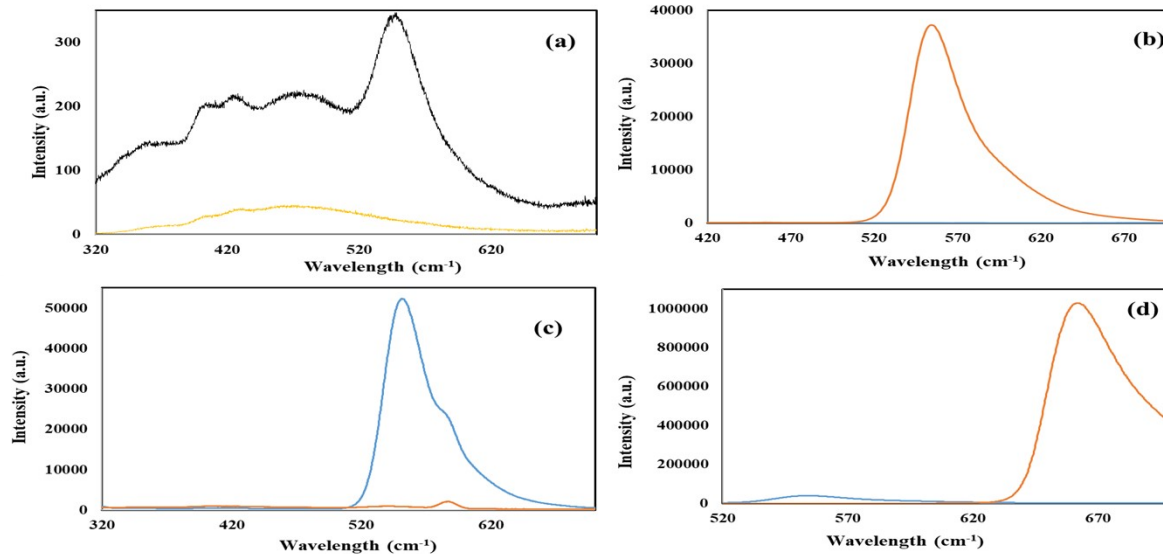 (a)
Intensity (a.u.)
300
200
100
0
320 420 520 620
Wavelength (cm⁻¹)
(b)
Intensity (a.u.)
40000
30000
20000
10000
0
420 470 520 570 620 670
Wavelength (cm⁻¹)
(c)
Intensity (a.u.)
50000
40000
30000
20000
10000
0
320 420 520 620
Wavelength (cm⁻¹)
(d)
Intensity (a.u.)
1000000
800000
600000
400000
200000
0
520 570 620 670
Wavelength (cm⁻¹)